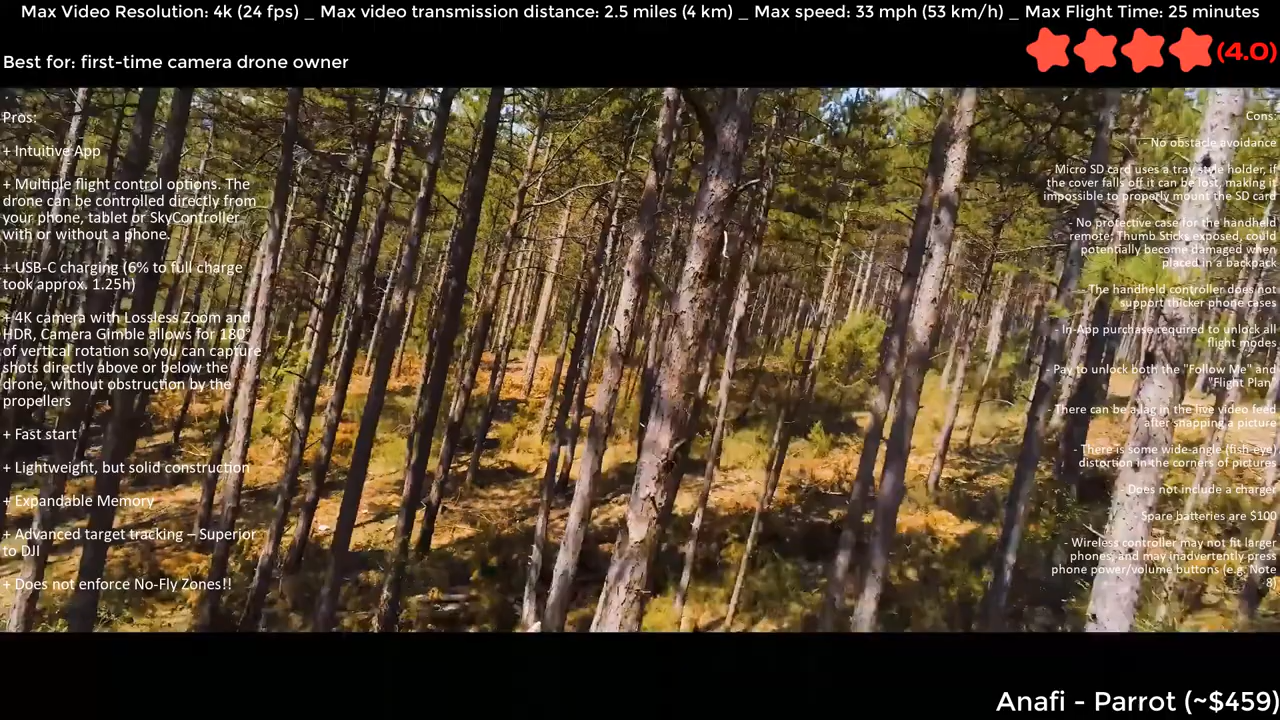 Max Video Resolution: 4k (24 fps) _ Max video transmission distance: 2.5 miles (4 km) _ Max speed: 33 mph (53 km/h) _ Max Flight Time: 25 minutes
(4.0)
Best for: first-time camera drone owner
Pros:
+ Intuitive App
+ Multiple flight control options. The
drone can be controlled directly from
your phone, tablet or SkyController
with or without a phone.
+ USB-C charging (6% to full charge
took approx. 1.25h)
+ 4K camera with Lossless Zoom and
HDR, Camera Gimble allows for 180°
of vertical rotation so you can capture
shots directly above or below the
drone, without obstruction by the
propellers
+ Fast start
+ Lightweight, but solid construction
+ Expandable Memory
+ Advanced target tracking – Superior
to DJI
+ Does not enforce No-Fly Zones!!
Cons:
- No obstacle avoidance
- Micro SD card uses a tray style holder, if
the cover falls off it can be lost, making it
impossible to properly mount the SD card
- No protective case for the handheld
remote; Thumb Sticks exposed, could
potentially become damaged when
placed in a backpack
- The handheld controller does not
support thicker phone cases
- In-App purchase required to unlock all
flight modes
- Pay to unlock both the "Follow Me" and
"Flight Plan"
- There can be a lag in the live video feed
after snapping a picture
- There is some wide-angle (fish-eye)
distortion in the corners of pictures
- Does not include a charger
- Spare batteries are $100
- Wireless controller may not fit larger
phones, and may inadvertently press
phone power/volume buttons (e.g. Note
8)
Anafi - Parrot (~$459)